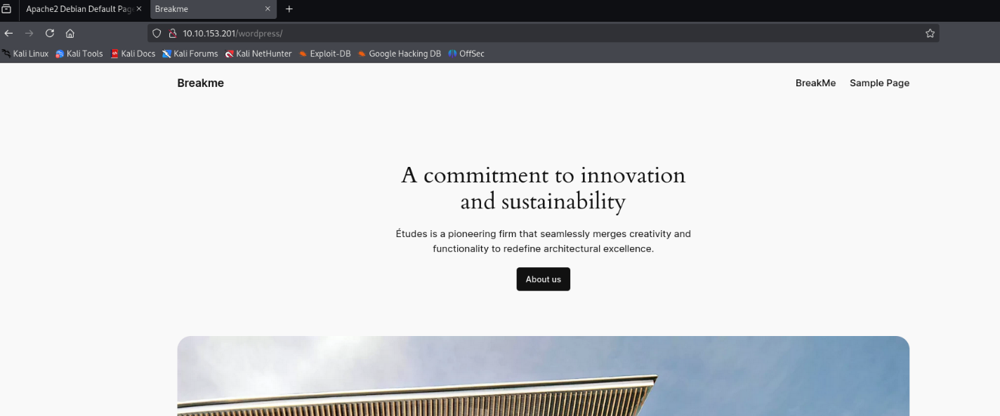 Apache2 Debian Default Pag
Breakme
10.10.153.201/wordpress/
Kali Linux Kali Tools Kali Docs Kali Forums Kali NetHunter Exploit-DB Google Hacking DB OffSec
Breakme BreakMe Sample Page
A commitment to innovation
and sustainability
Études is a pioneering firm that seamlessly merges creativity and
functionality to redefine architectural excellence.
About us